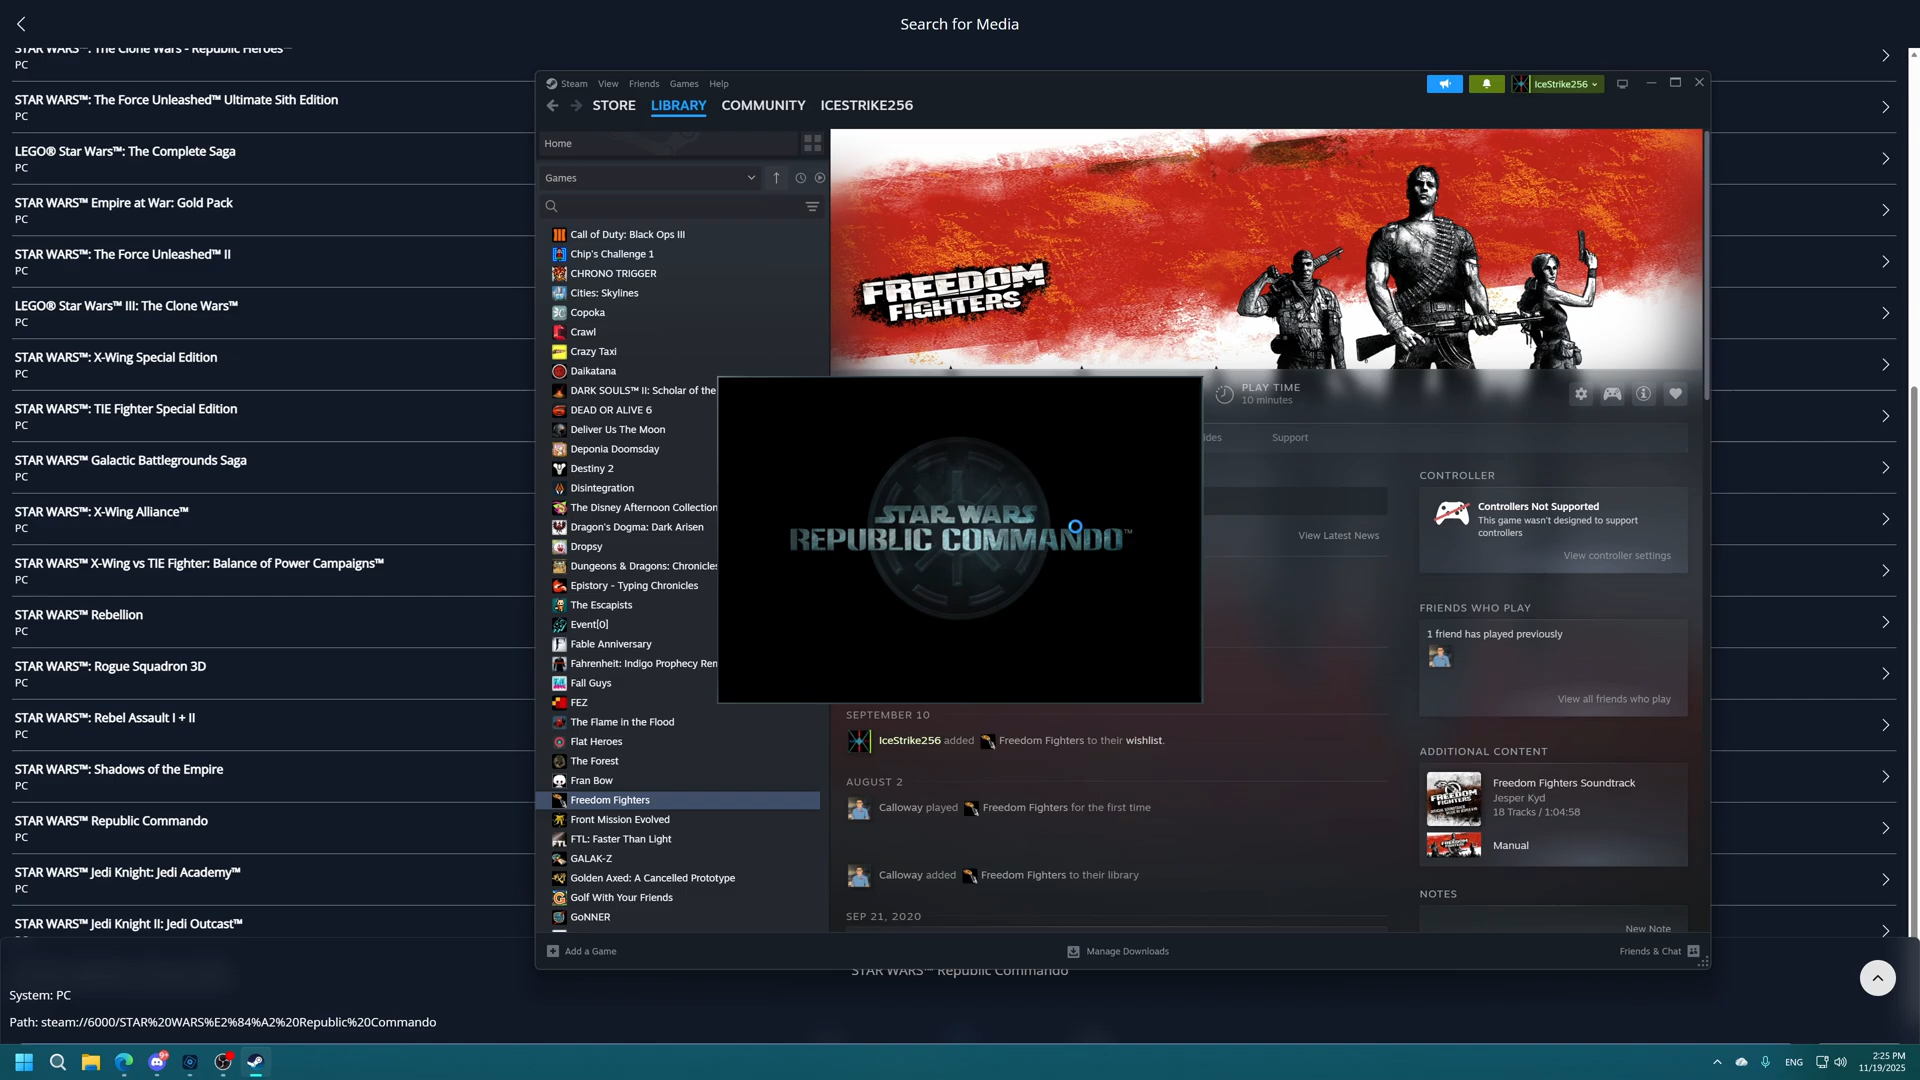 Search for Media
STAR WARS™: The Clone Wars - Republic Heroes™
PC
STAR WARS™: The Force Unleashed™ Ultimate Sith Edition
PC
LEGO® Star Wars™: The Complete Saga
PC
STAR WARS™ Empire at War: Gold Pack
PC
STAR WARS™: The Force Unleashed™ II
PC
LEGO® Star Wars™ III: The Clone Wars™
PC
STAR WARS™: X-Wing Special Edition
PC
STAR WARS™: TIE Fighter Special Edition
PC
STAR WARS™ Galactic Battlegrounds Saga
PC
STAR WARS™: X-Wing Alliance™
PC
STAR WARS™ X-Wing vs TIE Fighter: Balance of Power Campaigns™
PC
STAR WARS™ Rebellion
PC
STAR WARS™: Rogue Squadron 3D
PC
STAR WARS™: Rebel Assault I + II
PC
STAR WARS™: Shadows of the Empire
PC
STAR WARS™ Republic Commando
PC
STAR WARS™ Jedi Knight: Jedi Academy™
PC
STAR WARS™ Jedi Knight II: Jedi Outcast™
Steam View Friends Games Help
IceStrike256
STORE LIBRARY COMMUNITY ICESTRIKE256
Home
Games
Call of Duty: Black Ops III
Chip's Challenge 1
CHRONO TRIGGER
Cities: Skylines
Copoka
Crawl
Crazy Taxi
Daikatana
DARK SOULS™ II: Scholar of the
DEAD OR ALIVE 6
Deliver Us The Moon
Deponia Doomsday
Destiny 2
Disintegration
The Disney Afternoon Collection
Dragon's Dogma: Dark Arisen
Dropsy
Dungeons & Dragons: Chronicles
Epistory - Typing Chronicles
The Escapists
Event[0]
Fable Anniversary
Fahrenheit: Indigo Prophecy Rem
Fall Guys
FEZ
The Flame in the Flood
Flat Heroes
The Forest
Fran Bow
Freedom Fighters
Front Mission Evolved
FTL: Faster Than Light
GALAK-Z
Golden Axed: A Cancelled Prototype
Golf With Your Friends
GoNNER
Add a Game
FREEDOM
FIGHTERS
PLAY TIME
10 minutes
ides Support
STAR WARS
REPUBLIC COMMANDO™
View Latest News
CONTROLLER
Controllers Not Supported
This game wasn't designed to support
controllers
View controller settings
FRIENDS WHO PLAY
1 friend has played previously
View all friends who play
SEPTEMBER 10
IceStrike256 added Freedom Fighters to their wishlist.
AUGUST 2
Calloway played Freedom Fighters for the first time
Calloway added Freedom Fighters to their library
SEP 21, 2020
ADDITIONAL CONTENT
Freedom Fighters Soundtrack
Jesper Kyd
18 Tracks / 1:04:58
Manual
NOTES
New Note
Manage Downloads
Friends & Chat
STAR WARS™ Republic Commando
System: PC
Path: steam://6000/STAR%20WARS%E2%84%A2%20Republic%20Commando
ENG
2:25 PM
11/19/2025